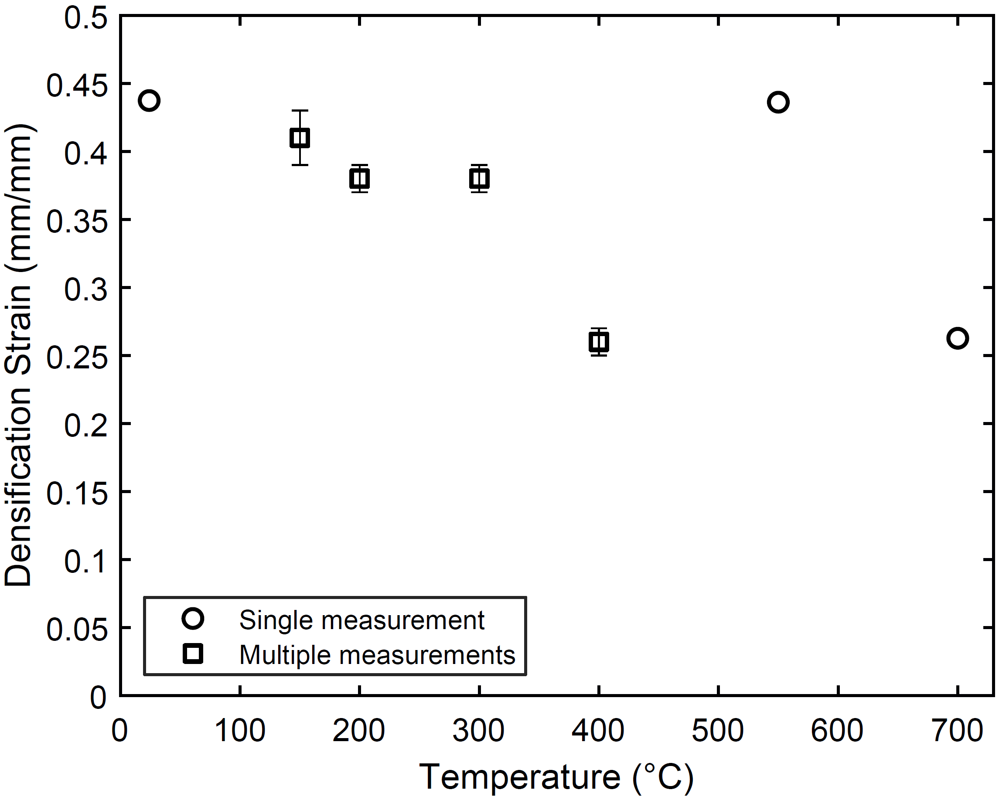 0.5
0.45
0.4
0.35
0.3
0.25
0.2
0.15
0.1
0.05
0
Densification Strain (mm/mm)
Single measurement
Multiple measurements
0 100 200 300 400 500 600 700
Temperature (°C)